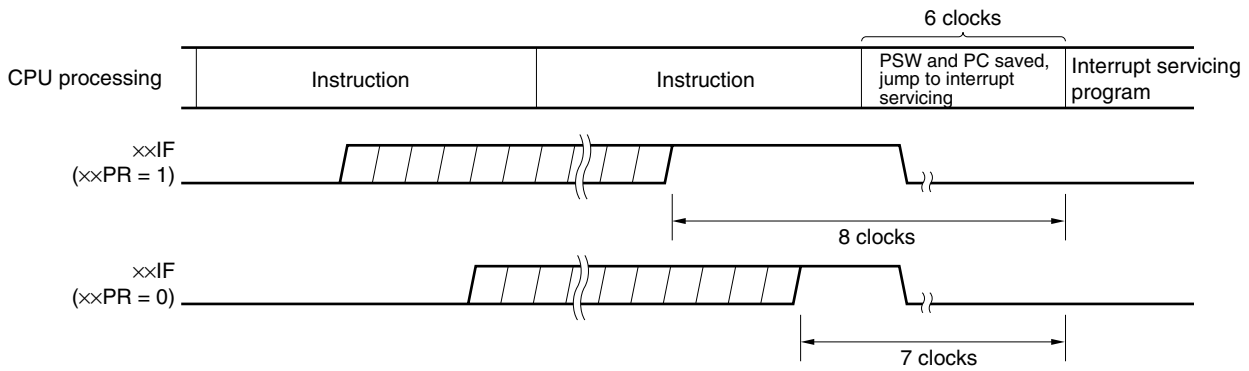 6 clocks
CPU processing
Instruction
Instruction
PSW and PC saved,
jump to interrupt
servicing
Interrupt servicing
program
××IF
(××PR = 1)
8 clocks
××IF
(××PR = 0)
7 clocks